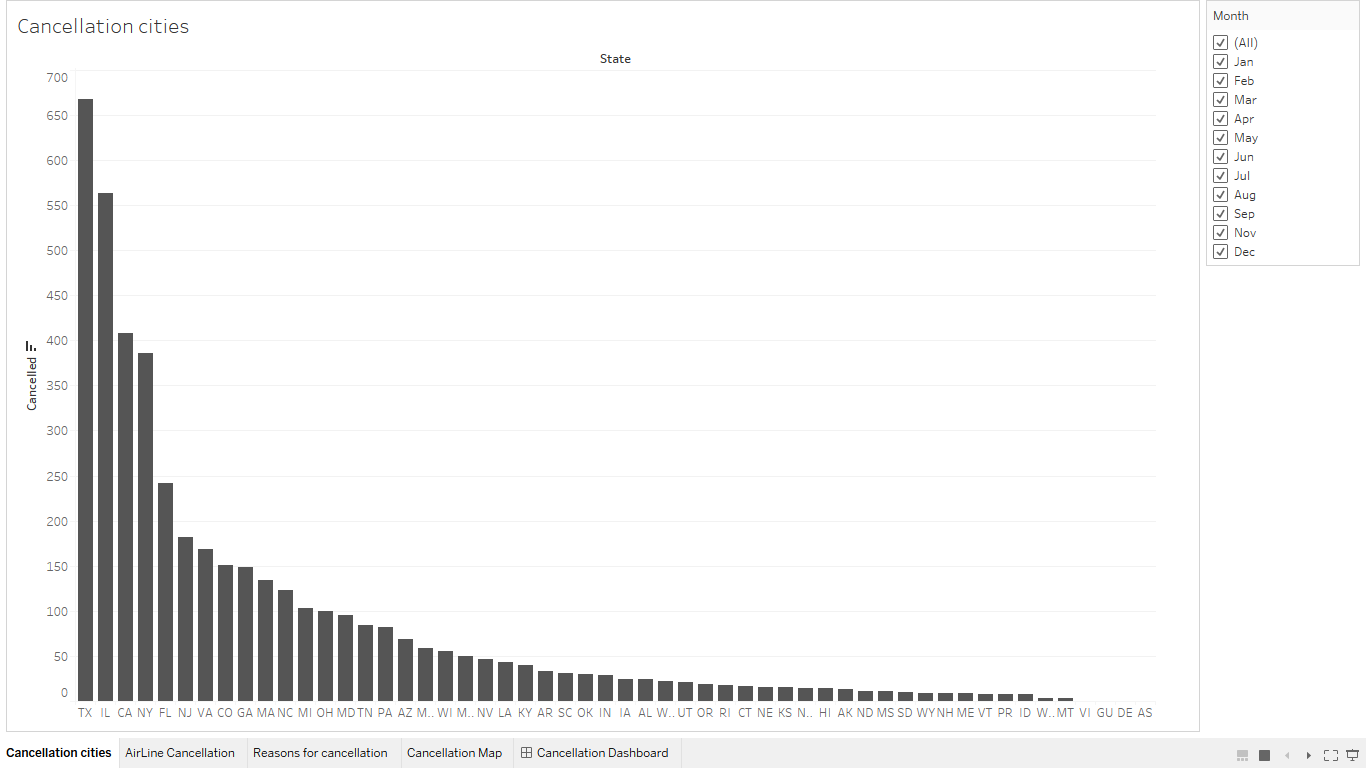 Cancellation cities
State
700
650
600
550
500
450
400
350
300
250
200
150
100
50
0
Cancelled
TX IL CA NY FL NJ VA CO GA MA NC MI OH MD TN PA AZ M.. WI M.. NV LA KY AR SC OK IN IA AL W.. UT OR RI CT NE KS N.. HI AK ND MS SD WY NH ME VT PR ID W.. MT VI GU DE AS
Month
(All)
Jan
Feb
Mar
Apr
May
Jun
Jul
Aug
Sep
Nov
Dec
Cancellation cities AirLine Cancellation Reasons for cancellation Cancellation Map Cancellation Dashboard